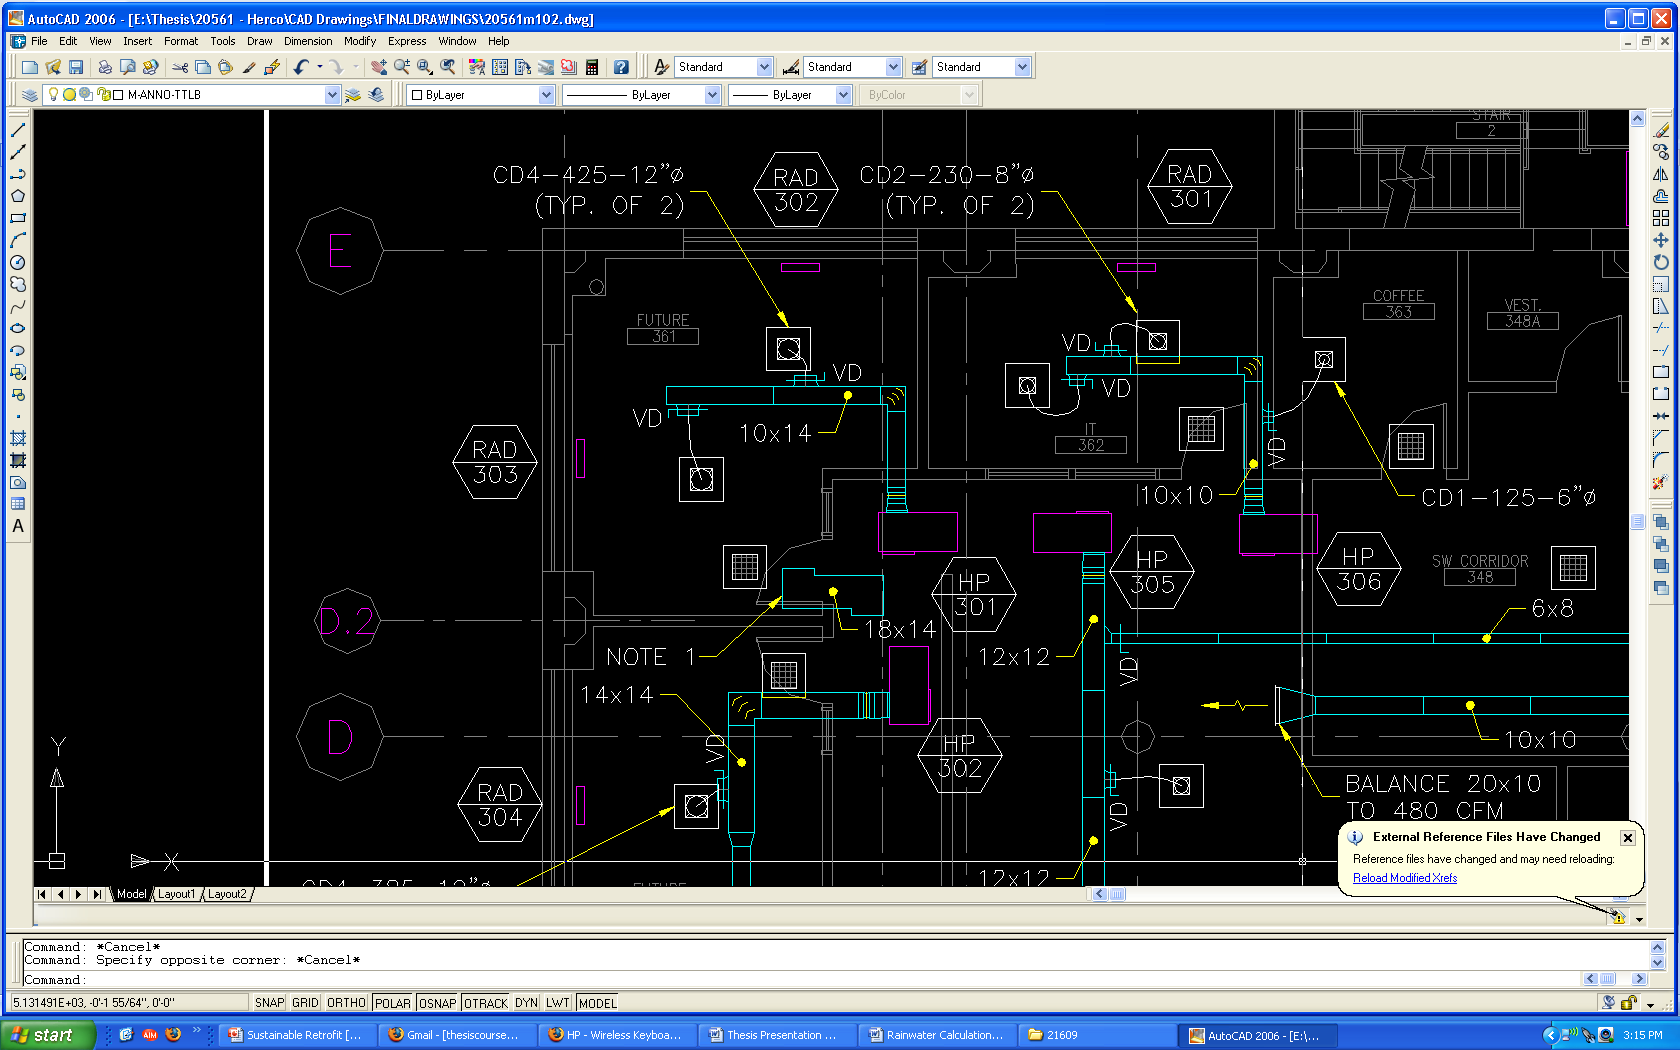 AutoCAD 2006 - [E:\Thesis\20561 - Herco\CAD Drawings\FINALDRAWINGS\20561m102.dwg]
File Edit View Insert Format Tools Draw Dimension Modify Express Window Help
Standard Standard Standard
M-ANNO-TTLB ByLayer ByLayer ByLayer ByColor
STAIR
2
CD4-425-12"ø
(TYP. OF 2)
RAD
302
CD2-230-8"ø
(TYP. OF 2)
RAD
301
E
FUTURE
361
COFFEE
363
VEST.
348A
VD
VD
VD
VD
10x14
IT
362
VD
RAD
303
10x10
CD1-125-6"ø
HP
301
HP
305
HP
306
SW CORRIDOR
348
6x8
D.2
18x14
NOTE 1
12x12
VD
14x14
D
VD
HP
302
10x10
RAD
304
VD
BALANCE 20x10
TO 480 CFM
CD4-385-12"ø
FUTURE
12x12
Y
X
External Reference Files Have Changed
Reference files have changed and may need reloading:
Reload Modified Xrefs
Model Layout1 Layout2
Command: *Cancel*
Command: Specify opposite corner: *Cancel*
Command:
5.131491E+03, -0'-1 55/64", 0'-0" SNAP GRID ORTHO POLAR OSNAP OTRACK DYN LWT MODEL
start AIM Sustainable Retrofit [... Gmail - [thesiscourse... HP - Wireless Keyboa... Thesis Presentation ... Rainwater Calculation... 21609 AutoCAD 2006 - [E:\... 3:15 PM